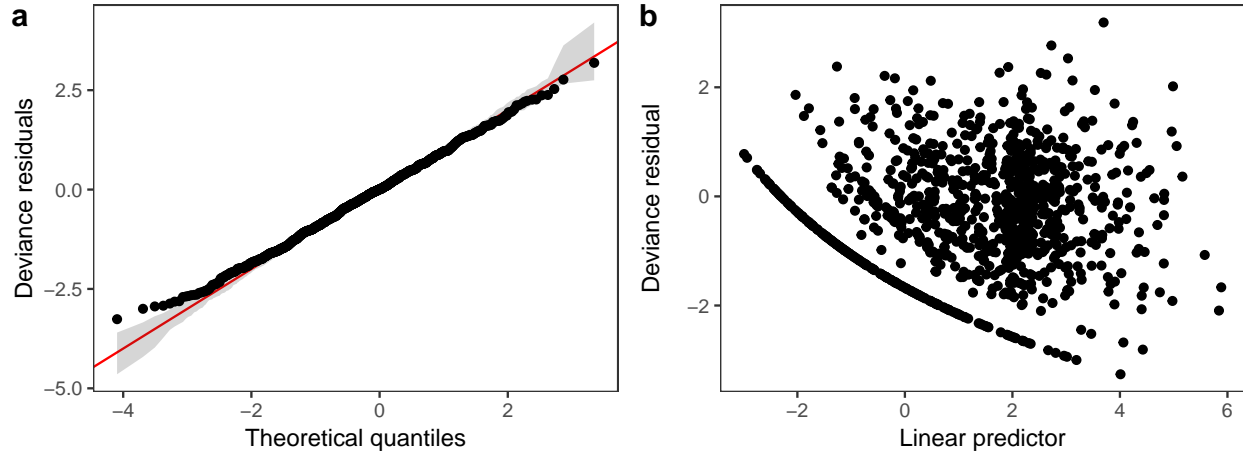 a
Deviance residuals
2.5
0.0
−2.5
−5.0
−4
−2
0
2
Theoretical quantiles
b
Deviance residual
2
0
−2
−2
0
2
4
6
Linear predictor